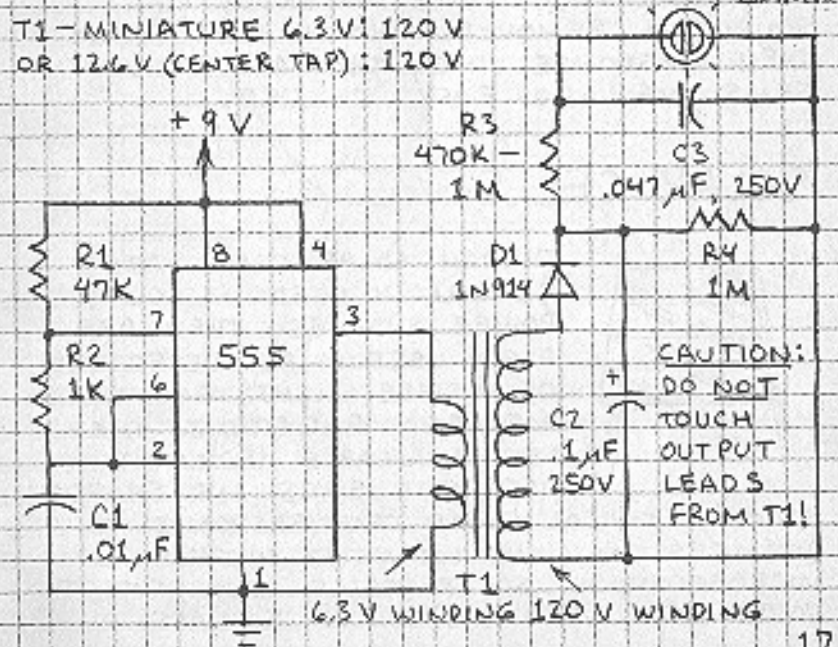 T1-MINIATURE 6.3V: 120V
OR 12.6V (CENTER TAP): 120V
+9V
R3
470K-
1M
C3
.047µF, 250V
R4
1M
D1
1N914
8
4
R1
47K
7
3
555
R2
1K
6
2
C1
.01µF
1
T1
C2
.1µF
250V
+
CAUTION:
DO NOT
TOUCH
OUTPUT
LEADS
FROM T1!
6.3V WINDING
120V WINDING
17